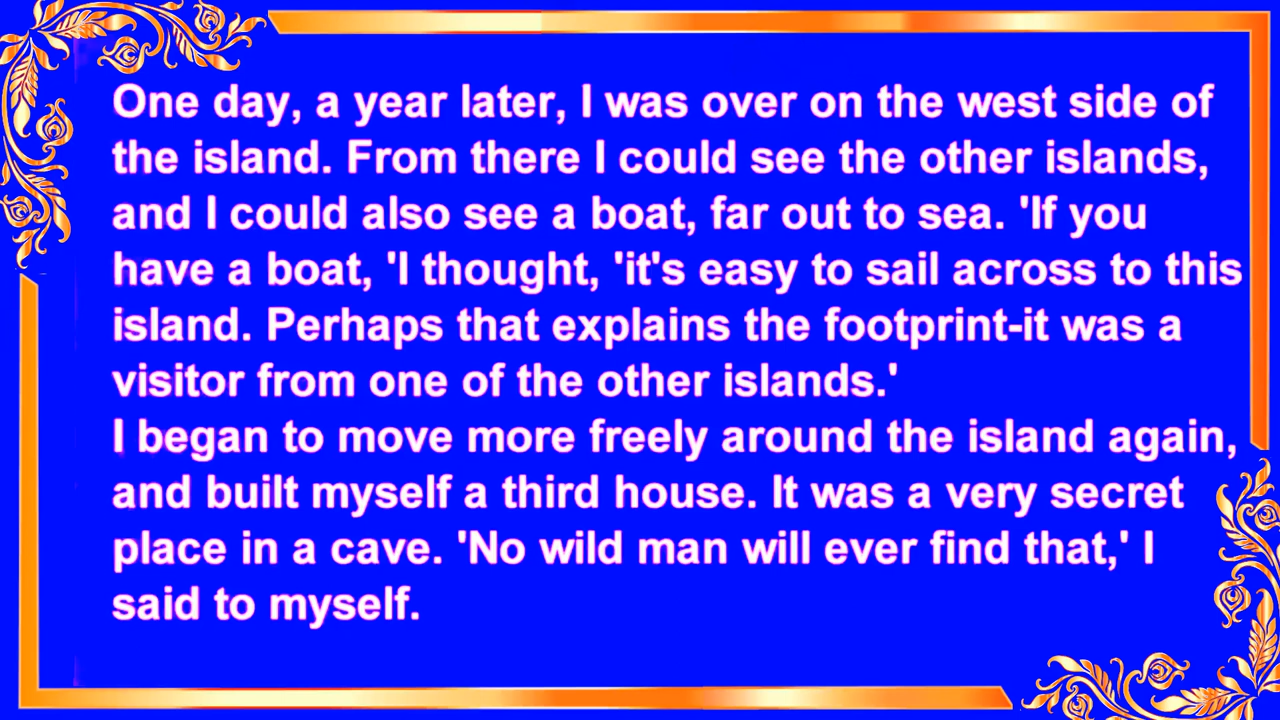 One day, a year later, I was over on the west side of
the island. From there I could see the other islands,
and I could also see a boat, far out to sea. 'If you
have a boat, 'I thought, 'it's easy to sail across to this
island. Perhaps that explains the footprint-it was a
visitor from one of the other islands.'
I began to move more freely around the island again,
and built myself a third house. It was a very secret
place in a cave. 'No wild man will ever find that,' I
said to myself.